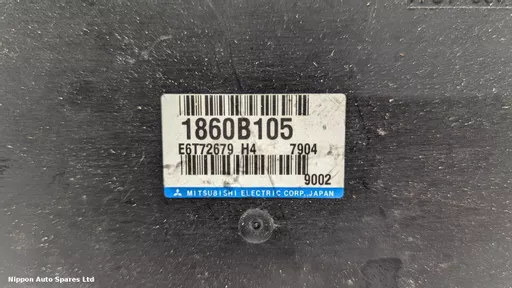 1860B105
E6T72679 H4 7904
9002
MITSUBISHI ELECTRIC CORP.,JAPAN
Nippon Auto Spares Ltd